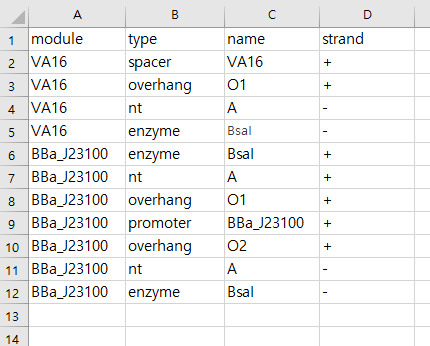 A B C D
1 module type name strand
2 VA16 spacer VA16 +
3 VA16 overhang O1 +
4 VA16 nt A -
5 VA16 enzyme BsaI -
6 BBa_J23100 enzyme BsaI +
7 BBa_J23100 nt A +
8 BBa_J23100 overhang O1 +
9 BBa_J23100 promoter BBa_J23100 +
10 BBa_J23100 overhang O2 +
11 BBa_J23100 nt A -
12 BBa_J23100 enzyme BsaI -
13
14